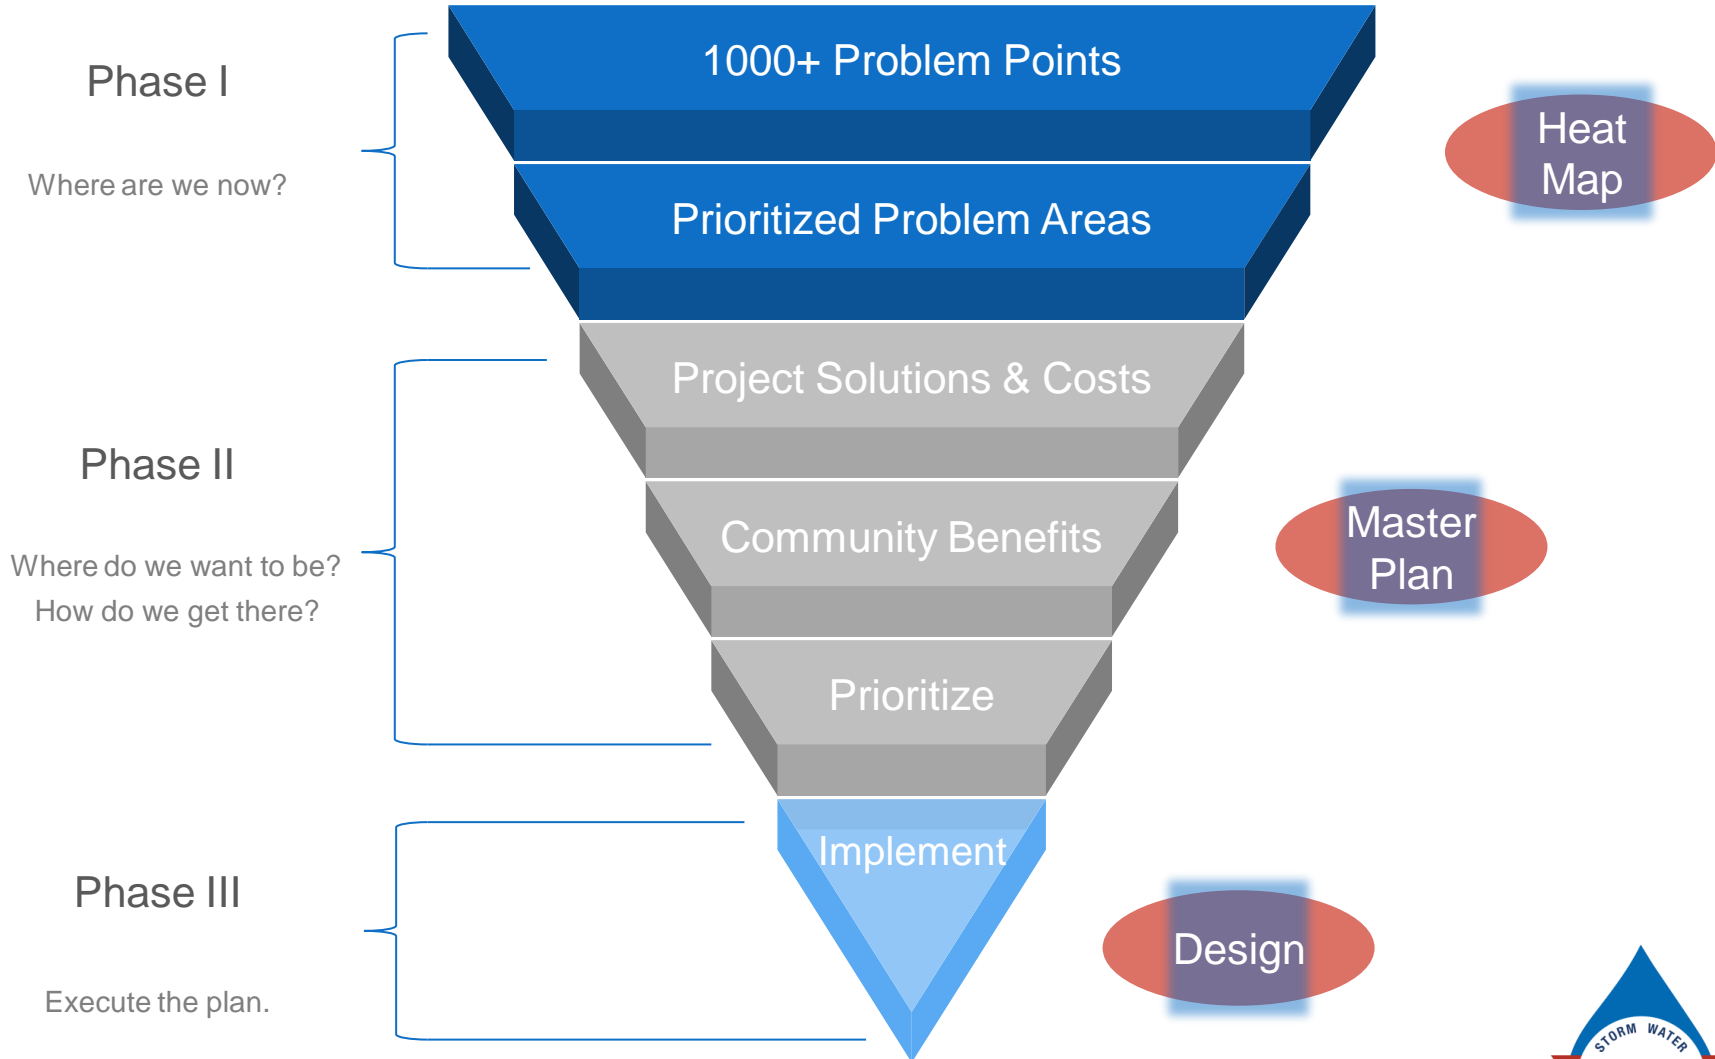 Phase I
Where are we now?
1000+ Problem Points
Prioritized Problem Areas
Heat
Map
Phase II
Where do we want to be?
How do we get there?
Project Solutions & Costs
Community Benefits
Prioritize
Master
Plan
Phase III
Execute the plan.
Implement
Design
STORM WATER